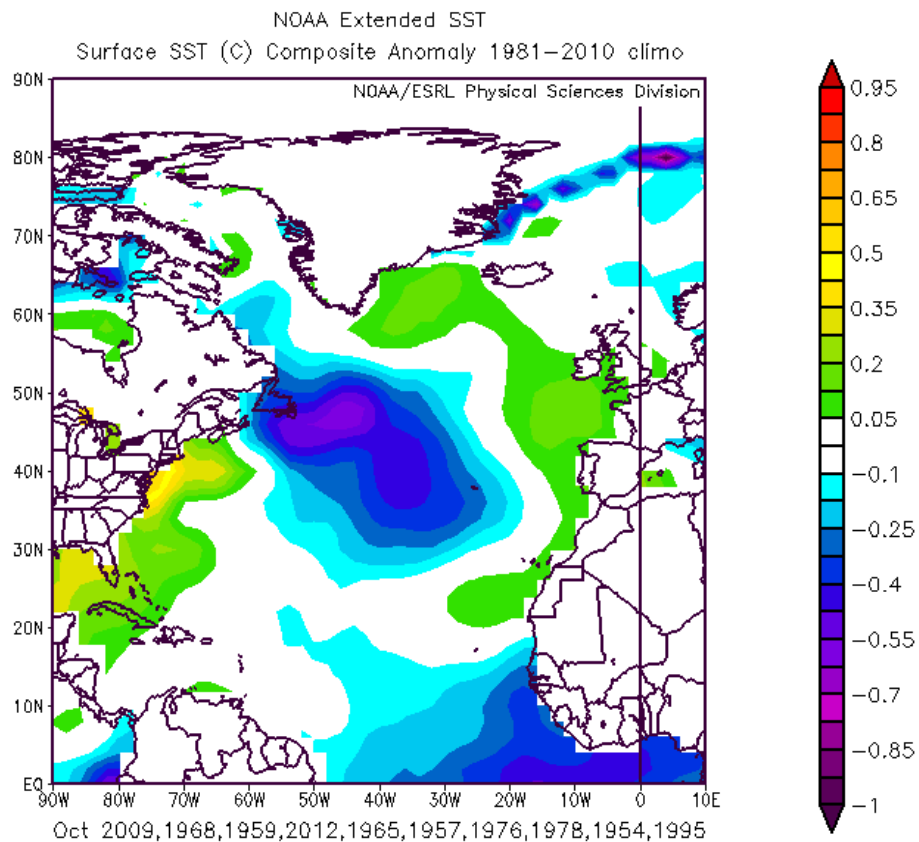 NOAA Extended SST
Surface SST (C) Composite Anomaly 1981-2010 climo
NOAA/ESRL Physical Sciences Division
90N
80N
70N
60N
50N
40N
30N
20N
10N
EQ
90W 80W 70W 60W 50W 40W 30W 20W 10W 0 10E
Oct 2009,1968,1959,2012,1965,1957,1976,1978,1954,1995
0.95
0.8
0.65
0.5
0.35
0.2
0.05
-0.1
-0.25
-0.4
-0.55
-0.7
-0.85
-1